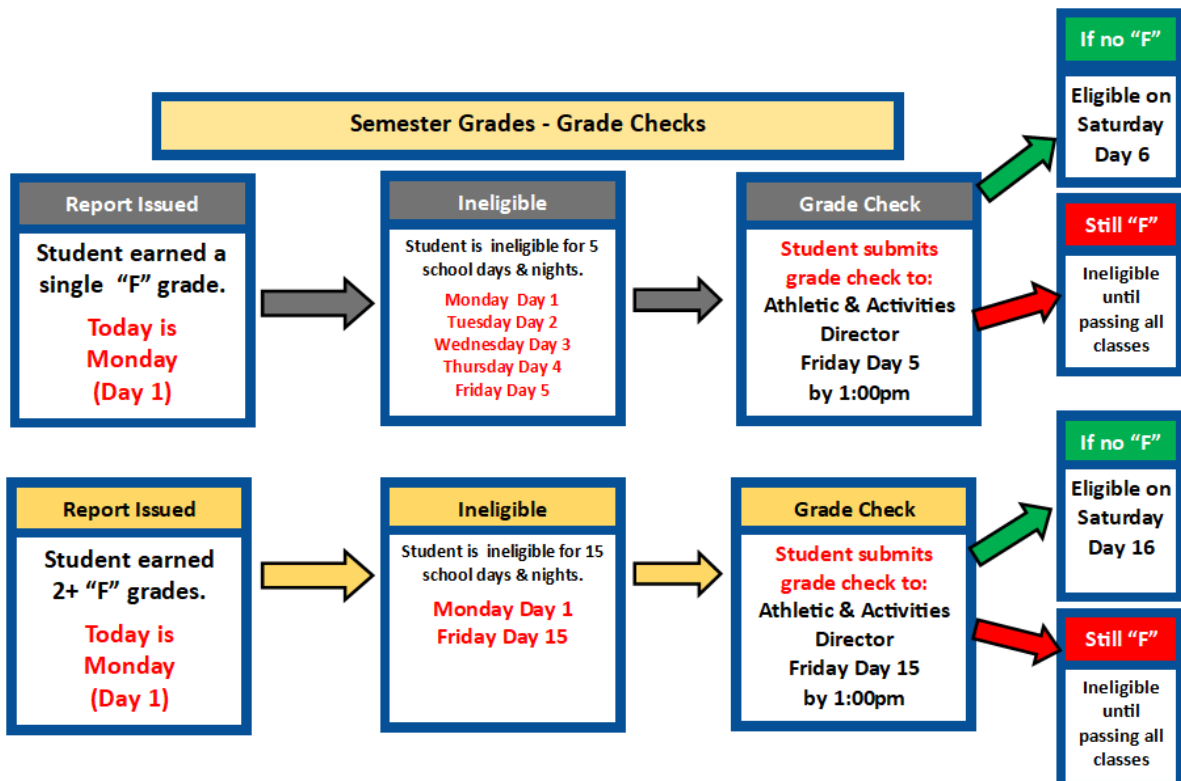 Semester Grades - Grade Checks
Report Issued
Student earned a
single "F" grade.
Today is
Monday
(Day 1)
Ineligible
Student is ineligible for 5
school days & nights.
Monday Day 1
Tuesday Day 2
Wednesday Day 3
Thursday Day 4
Friday Day 5
Grade Check
Student submits
grade check to:
Athletic & Activities
Director
Friday Day 5
by 1:00pm
If no “F”
Eligible on
Saturday
Day 6
Still “F”
Ineligible
until
passing all
classes
Report Issued
Student earned
2+ “F” grades.
Today is
Monday
(Day 1)
Ineligible
Student is ineligible for 15
school days & nights.
Monday Day 1
Friday Day 15
Grade Check
Student submits
grade check to:
Athletic & Activities
Director
Friday Day 15
by 1:00pm
If no “F”
Eligible on
Saturday
Day 16
Still “F”
Ineligible
until
passing all
classes